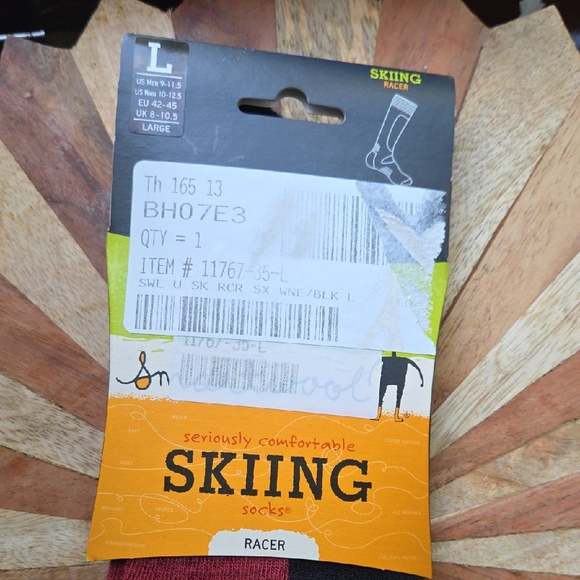 L
US MEN 9-11.5
US WMN 10-12.5
EU 42-45
UK 8-10.5
LARGE
SKIING
RACER
Th 165 13
BH07E3
QTY = 1
ITEM # 11767-35-L
SWL U SK RCR SX WNE/BLK L
11767-35-L
smartwool
seriously comfortable
SKIING
socks®
RACER